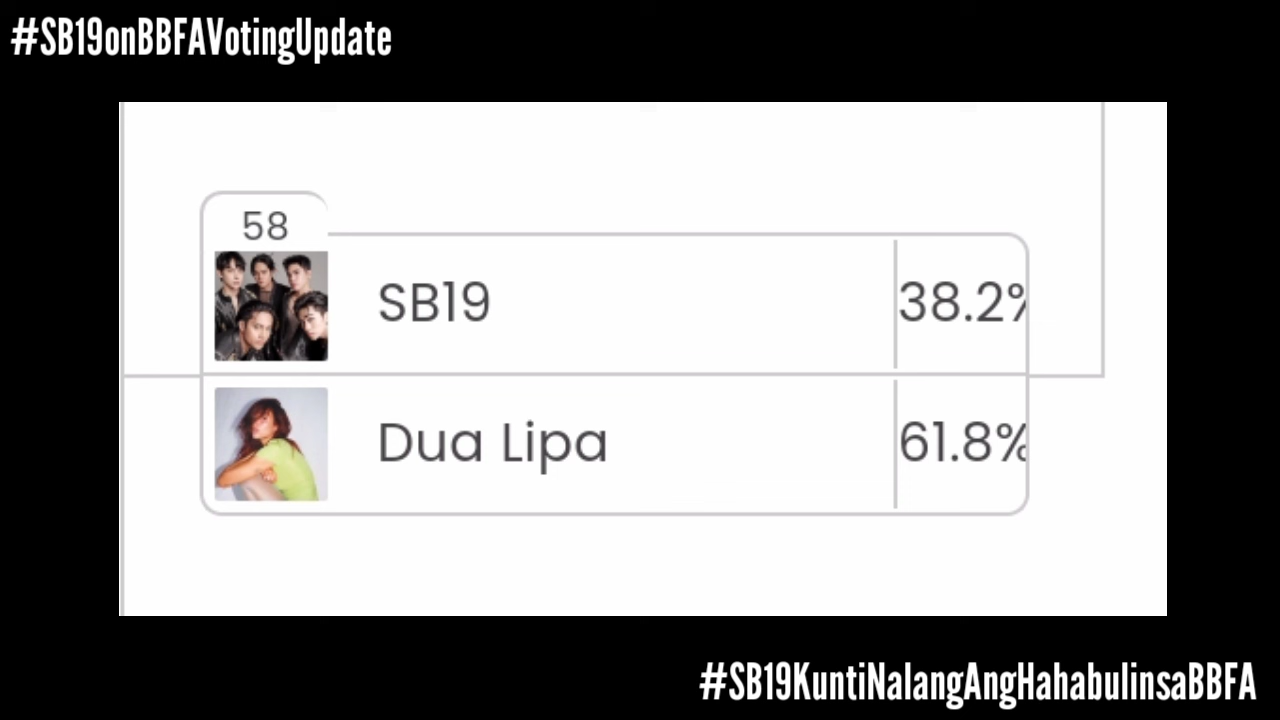 #SB19onBBFAVotingUpdate
58
SB19
38.2%
Dua Lipa
61.8%
#SB19KuntiNalangAngHahabulinsaBBFA